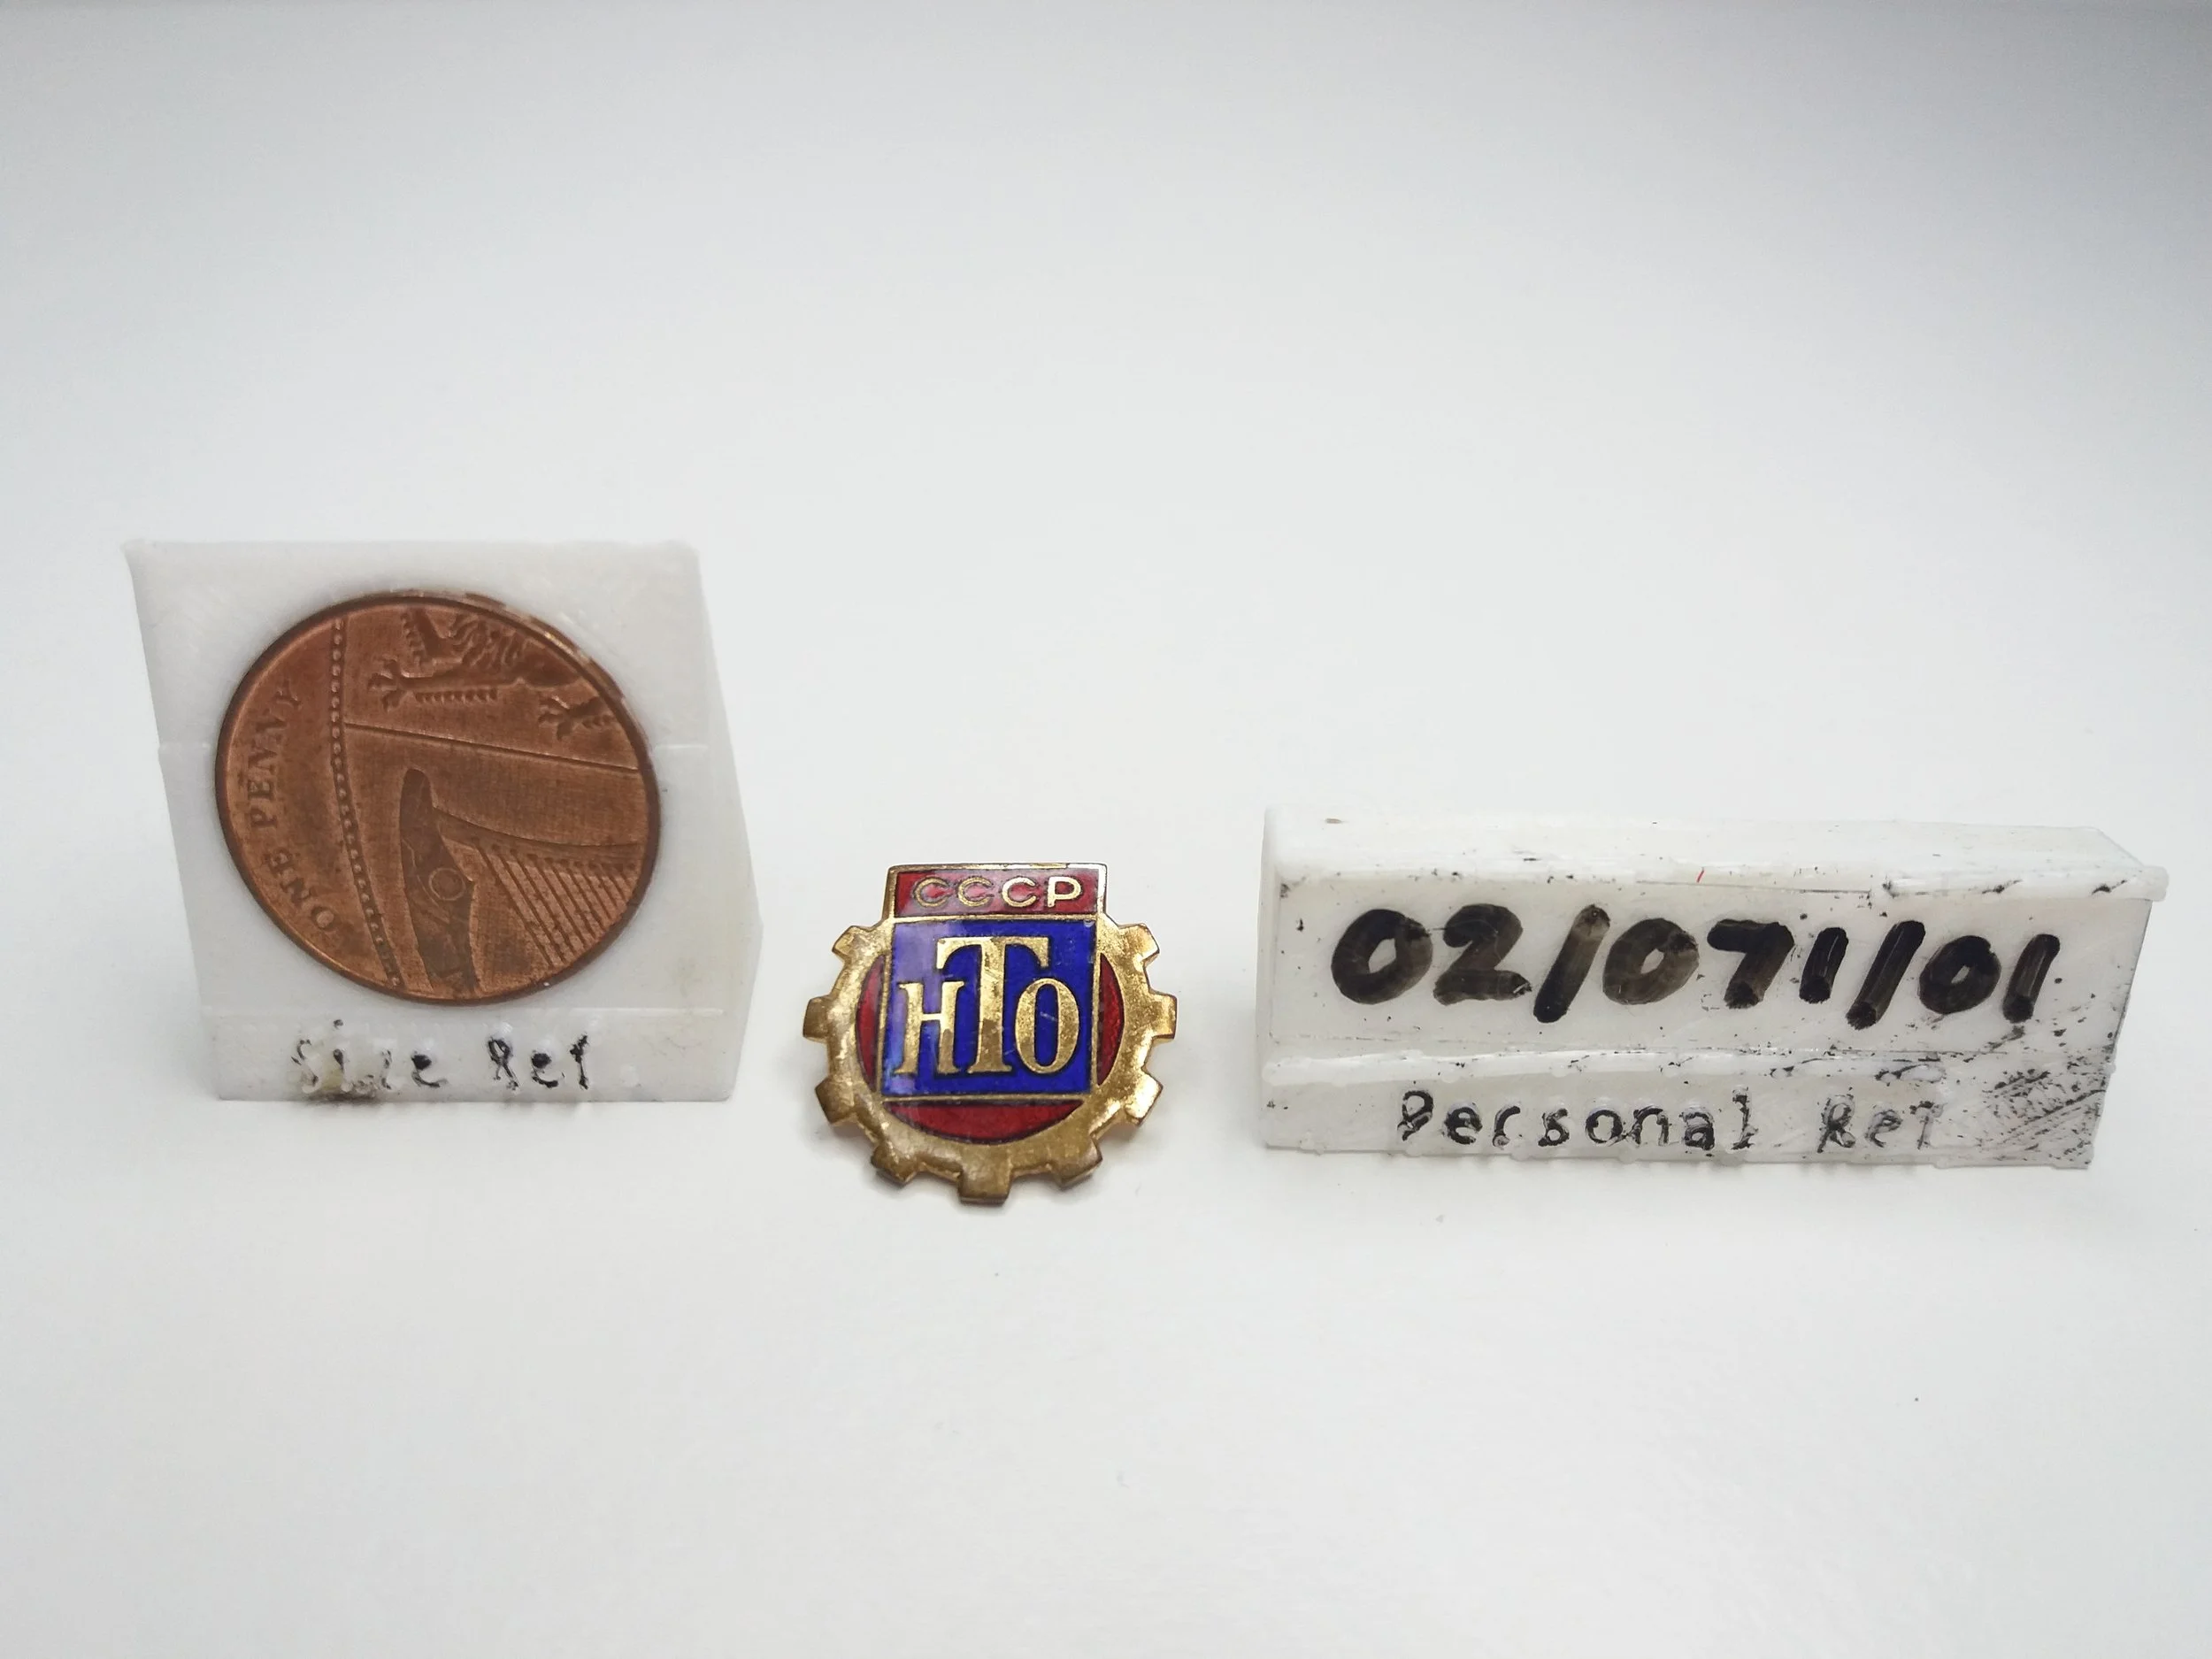 ONE PENNY
Size Ref
СССР
НТО
02/071/01
Personal Ref